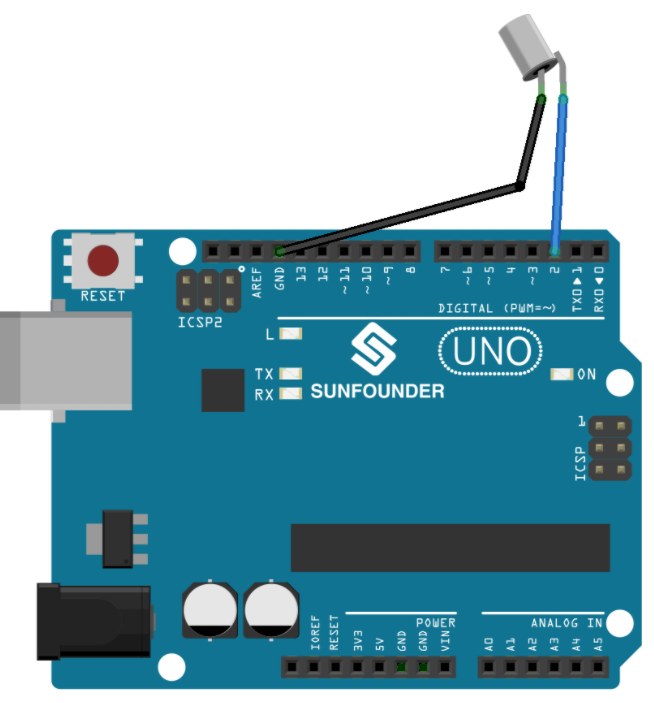 RESET
ICSP2
AREF
GND
13
12
~11
~10
~9
8
7
~6
~5
4
~3
2
TX0▶1
RX0◀0
DIGITAL (PWM=~)
L
TX
RX
SUNFOUNDER
UNO
ON
1
ICSP
IOREF
RESET
3V3
5V
GND
GND
VIN
POWER
ANALOG IN
A0
A1
A2
A3
A4
A5